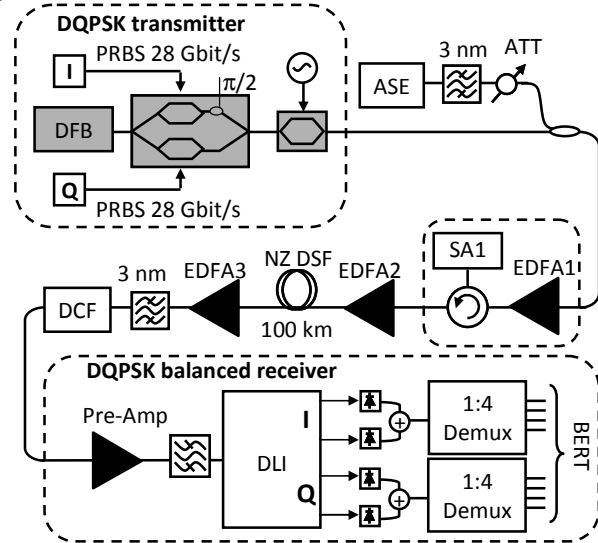 DQPSK transmitter
PRBS 28 Gbit/s
I
π/2
DFB
Q
PRBS 28 Gbit/s
3 nm
ATT
ASE
SA1
EDFA1
NZ DSF
EDFA2
100 km
EDFA3
3 nm
DCF
DQPSK balanced receiver
Pre-Amp
DLI
I
Q
+
+
1:4
Demux
1:4
Demux
BERT